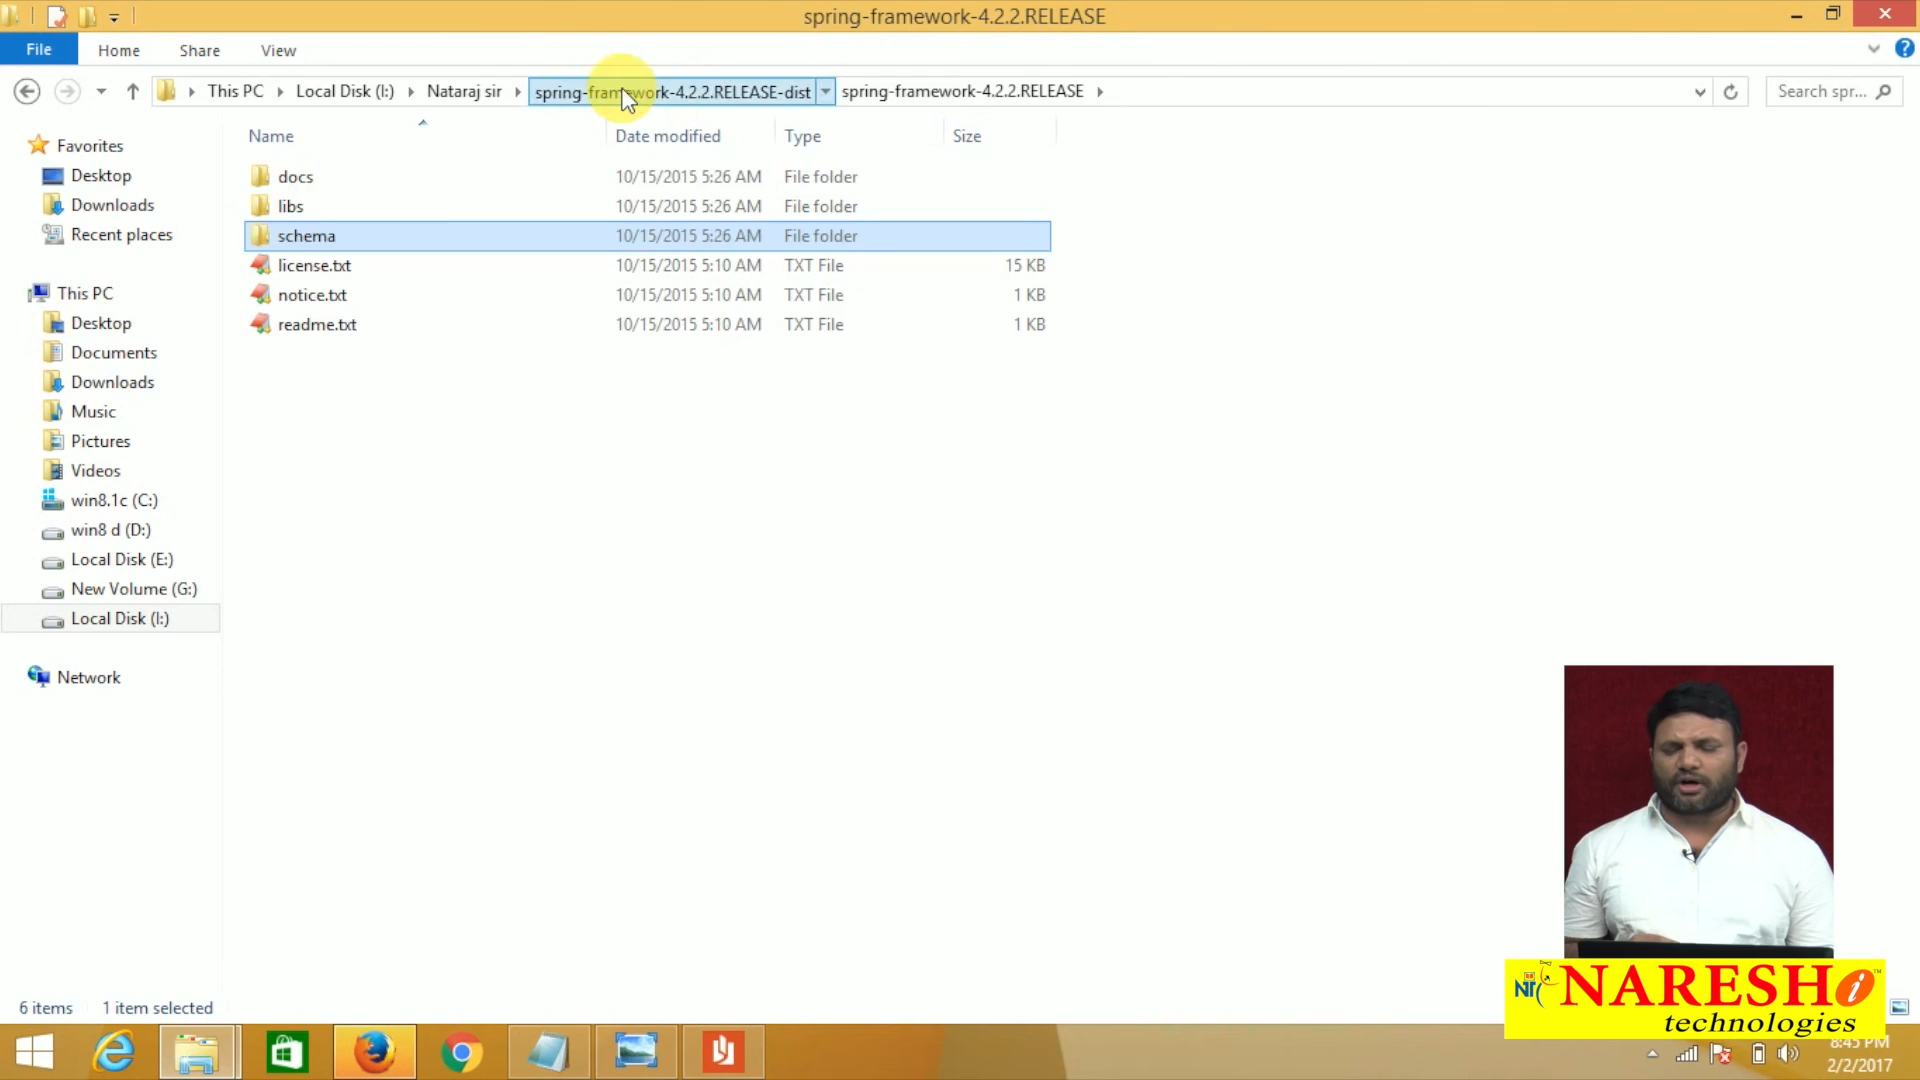 spring-framework-4.2.2.RELEASE
File Home Share View
This PC Local Disk (I:) Nataraj sir spring-framework-4.2.2.RELEASE-dist spring-framework-4.2.2.RELEASE Search spr...
Name Date modified Type Size
docs 10/15/2015 5:26 AM File folder
libs 10/15/2015 5:26 AM File folder
schema 10/15/2015 5:26 AM File folder
license.txt 10/15/2015 5:10 AM TXT File 15 KB
notice.txt 10/15/2015 5:10 AM TXT File 1 KB
readme.txt 10/15/2015 5:10 AM TXT File 1 KB
Favorites
Desktop
Downloads
Recent places
This PC
Desktop
Documents
Downloads
Music
Pictures
Videos
win8.1c (C:)
win8 d (D:)
Local Disk (E:)
New Volume (G:)
Local Disk (I:)
Network
6 items 1 item selected
NARESH i ™
technologies
8:45 PM
2/2/2017